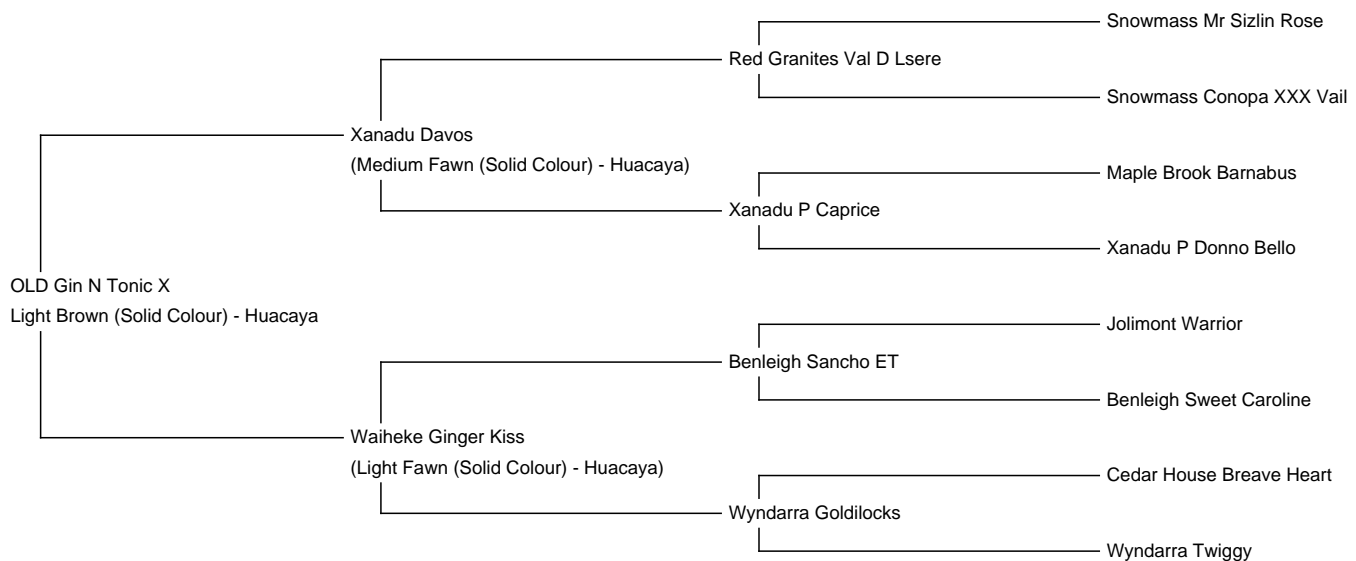 Snowmass Mr Sizlin Rose
Red Granites Val D Lsere
Snowmass Conopa XXX Vail
Xanadu Davos
(Medium Fawn (Solid Colour) - Huacaya)
Maple Brook Barnabus
Xanadu P Caprice
Xanadu P Donno Bello
OLD Gin N Tonic X
Light Brown (Solid Colour) - Huacaya
Jolimont Warrior
Benleigh Sancho ET
Benleigh Sweet Caroline
Waiheke Ginger Kiss
(Light Fawn (Solid Colour) - Huacaya)
Cedar House Breave Heart
Wyndarra Goldilocks
Wyndarra Twiggy